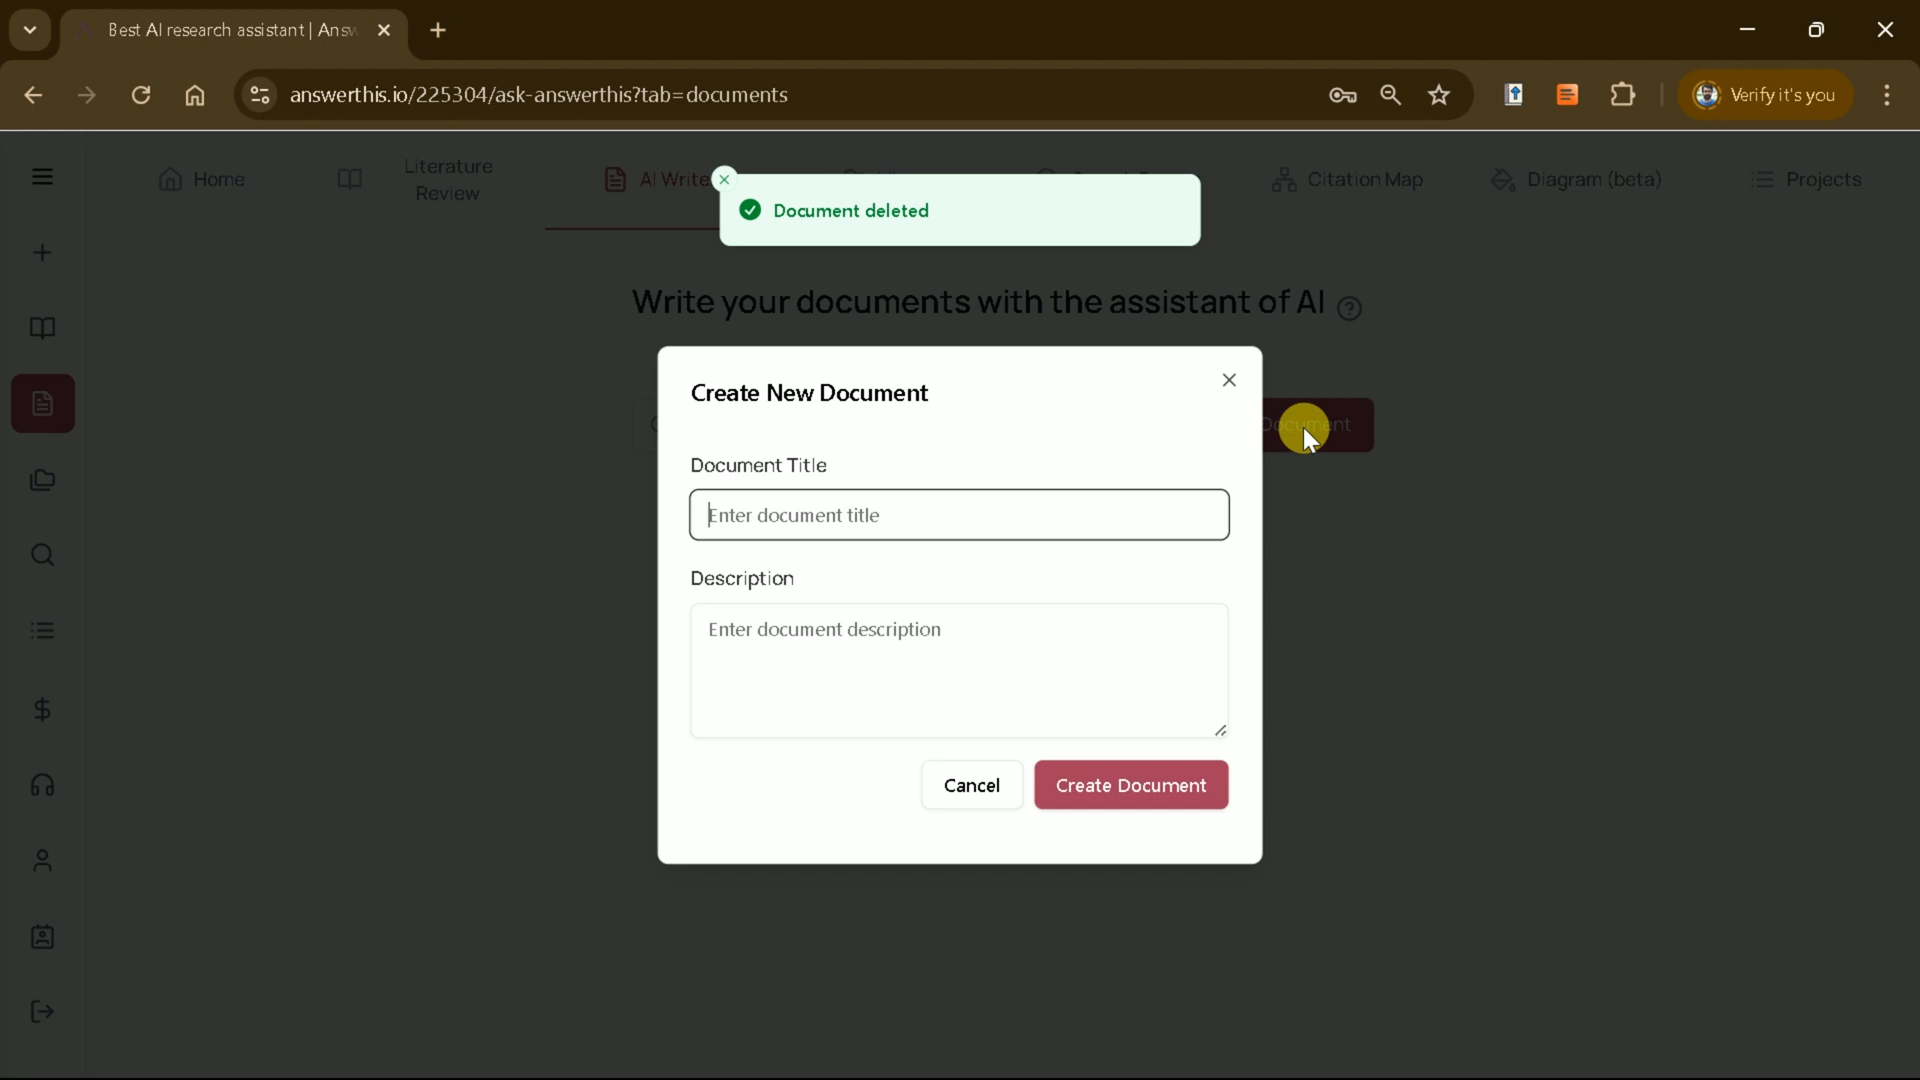 Best AI research assistant | Answ
answerthis.io/225304/ask-answerthis?tab=documents
Verify it's you
Home
Literature
Review
AI Write
Citation Map
Diagram (beta)
Projects
Document deleted
Write your documents with the assistant of AI
Document
Create New Document
Document Title
Enter document title
Description
Enter document description
Cancel
Create Document